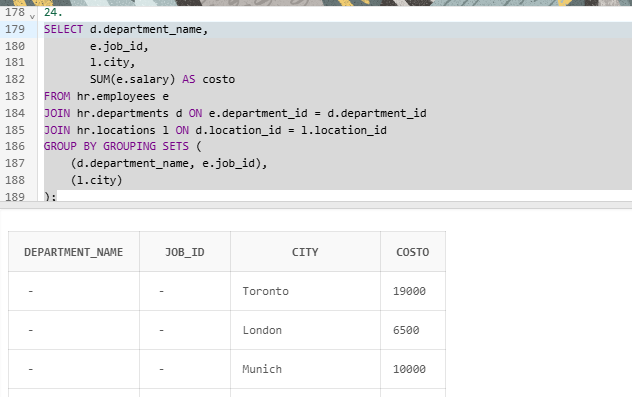 178 24.
179 SELECT d.department_name,
180 e.job_id,
181 l.city,
182 SUM(e.salary) AS costo
183 FROM hr.employees e
184 JOIN hr.departments d ON e.department_id = d.department_id
185 JOIN hr.locations l ON d.location_id = l.location_id
186 GROUP BY GROUPING SETS (
187 (d.department_name, e.job_id),
188 (l.city)
189 );
DEPARTMENT_NAME JOB_ID CITY COSTO
- - Toronto 19000
- - London 6500
- - Munich 10000